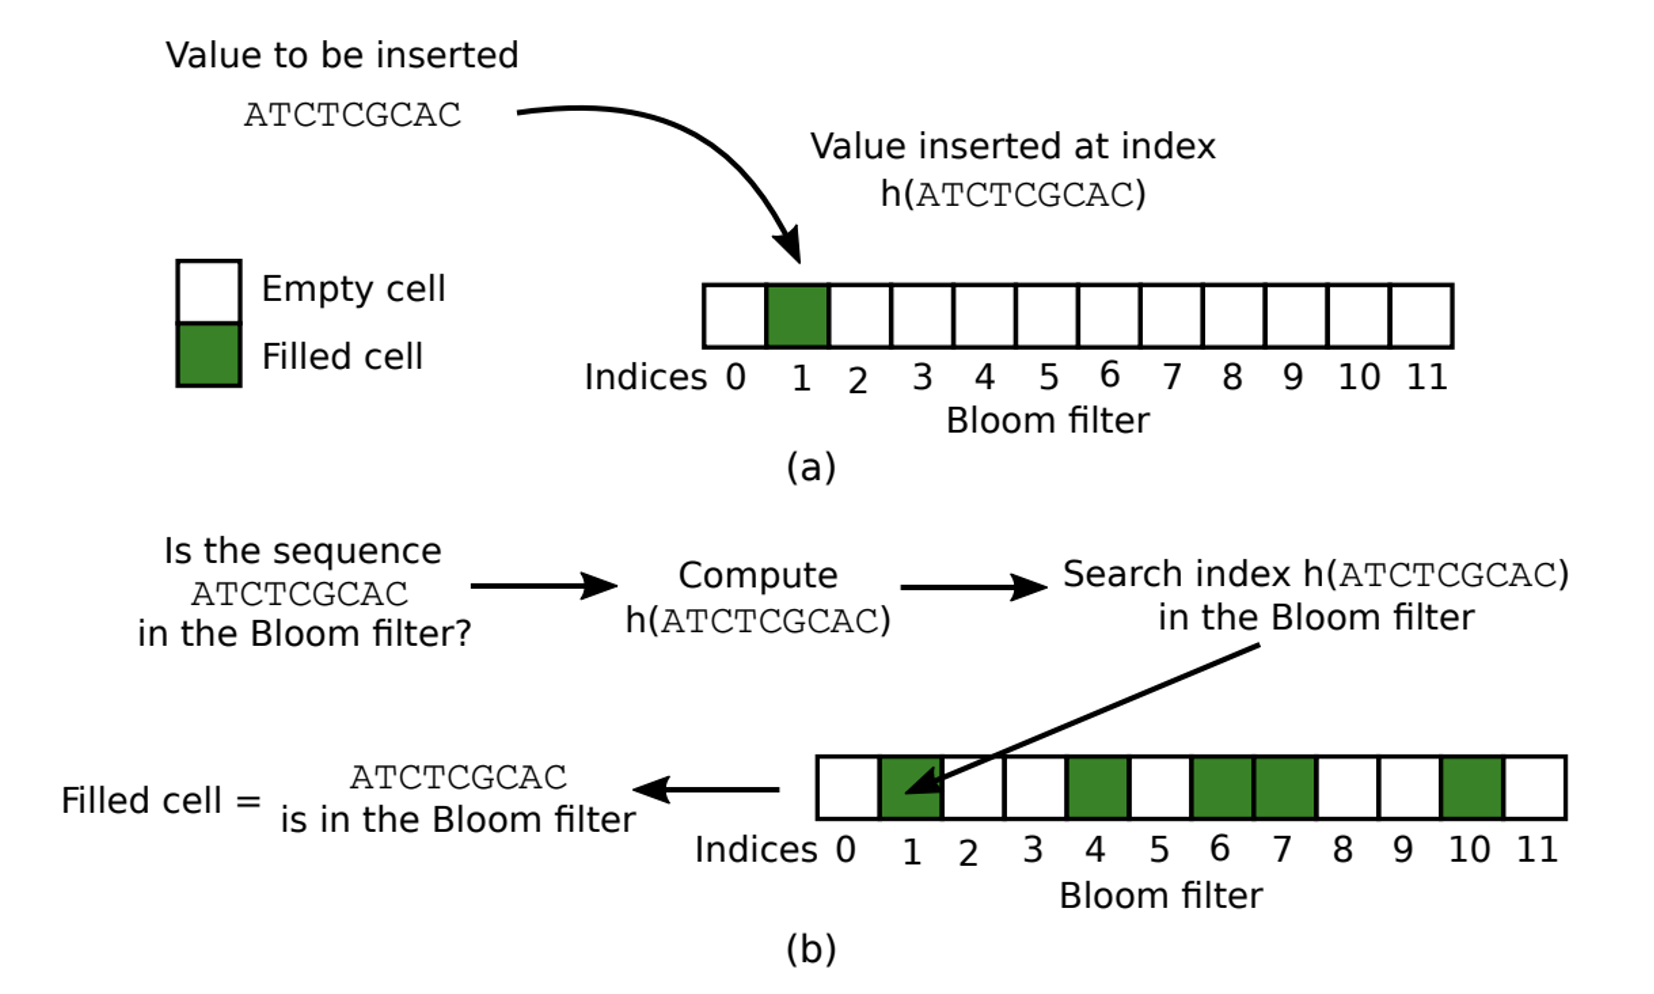 Value to be inserted
ATCTCGCAC
Value inserted at index
h(ATCTCGCAC)
Empty cell
Filled cell
Indices 0 1 2 3 4 5 6 7 8 9 10 11
Bloom filter
(a)
Is the sequence
ATCTCGCAC
in the Bloom filter?
Compute
h(ATCTCGCAC)
Search index h(ATCTCGCAC)
in the Bloom filter
Filled cell =
ATCTCGCAC
is in the Bloom filter
Indices 0 1 2 3 4 5 6 7 8 9 10 11
Bloom filter
(b)